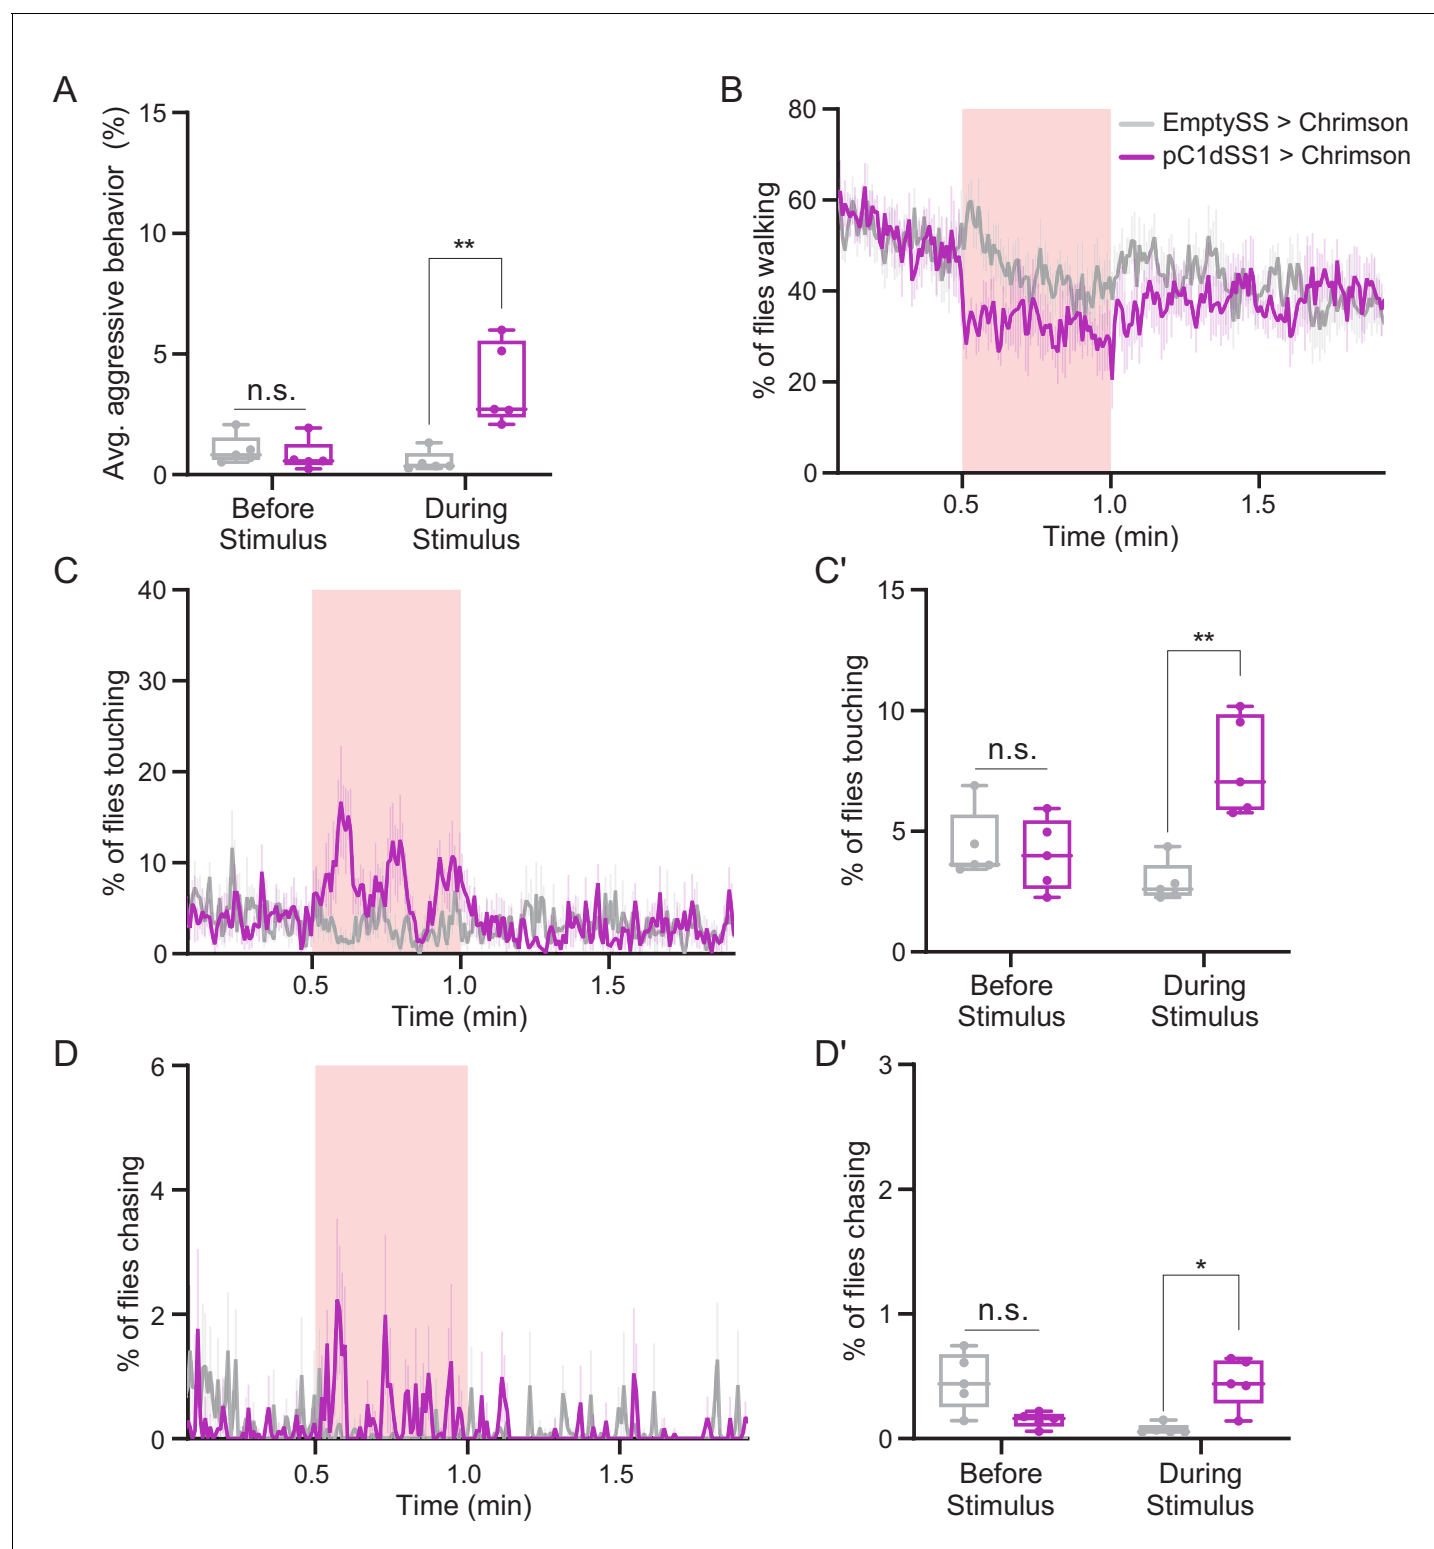 A
Avg. aggressive behavior (%)
15
10
5
0
n.s.
**
Before
Stimulus
During
Stimulus
B
% of flies walking
80
60
40
20
0
EmptySS > Chrimson
pC1dSS1 > Chrimson
0.5
1.0
1.5
Time (min)
C
% of flies touching
40
30
20
10
0
0.5
1.0
1.5
Time (min)
C'
% of flies touching
15
10
5
0
n.s.
**
Before
Stimulus
During
Stimulus
D
% of flies chasing
6
4
2
0
0.5
1.0
1.5
Time (min)
D'
% of flies chasing
3
2
1
0
n.s.
*
Before
Stimulus
During
Stimulus